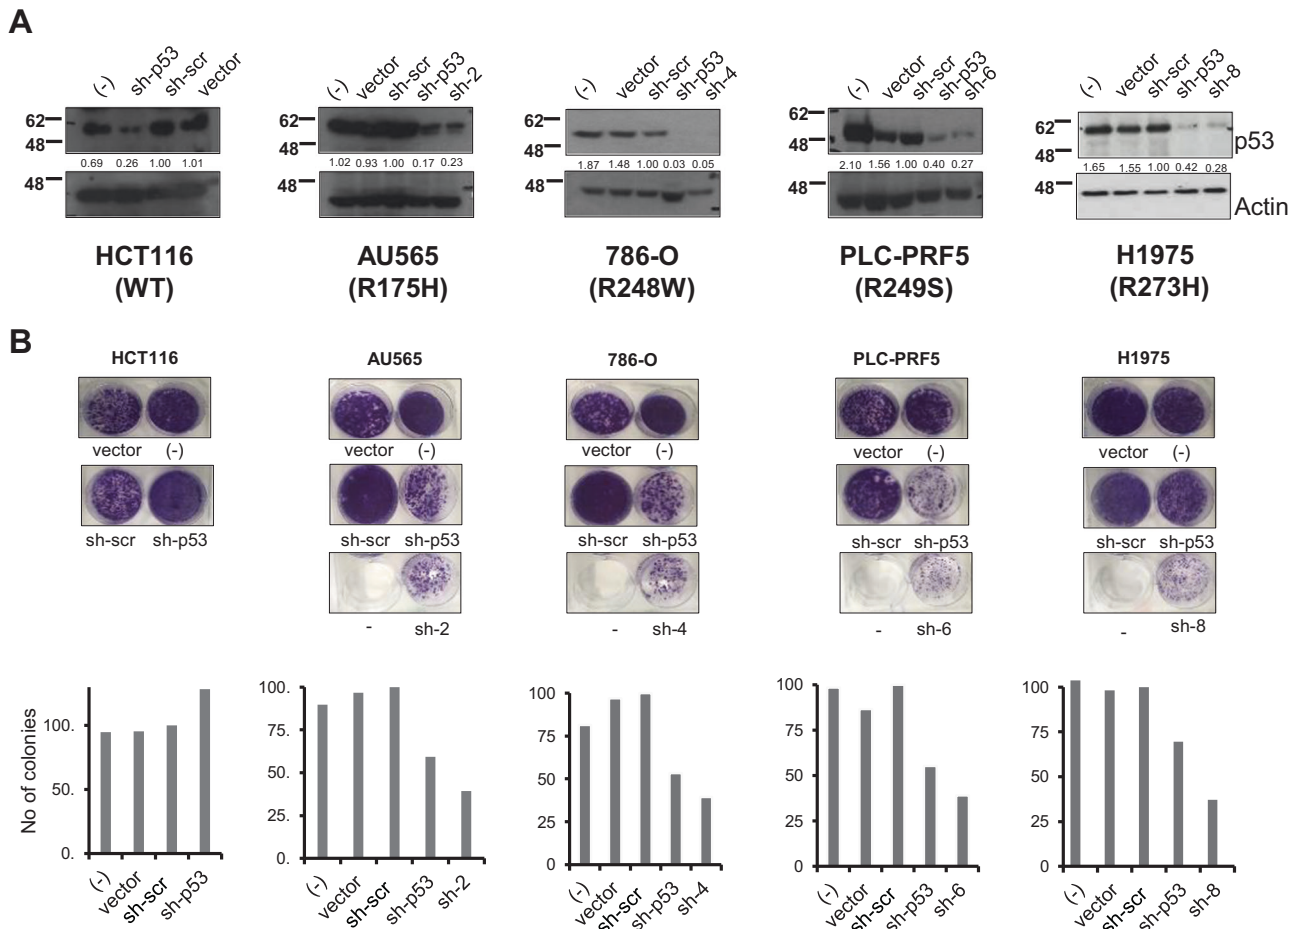 A
(-) sh-p53 sh-scr vector
(-) vector sh-scr sh-p53 sh-2
(-) vector sh-scr sh-p53 sh-4
(-) vector sh-scr sh-p53 sh-6
(-) vector sh-scr sh-p53 sh-8
62 62 62 62 62
48 48 48 48 48
p53
0.69 0.26 1.00 1.01
1.02 0.93 1.00 0.17 0.23
1.87 1.48 1.00 0.03 0.05
2.10 1.56 1.00 0.40 0.27
1.65 1.55 1.00 0.42 0.28
48 48 48 48 48
Actin
HCT116 AU565 786-O PLC-PRF5 H1975
(WT) (R175H) (R248W) (R249S) (R273H)
B
HCT116 AU565 786-O PLC-PRF5 H1975
vector (-) vector (-) vector (-) vector (-) vector (-)
sh-scr sh-p53 sh-scr sh-p53 sh-scr sh-p53 sh-scr sh-p53 sh-scr sh-p53
- sh-2 - sh-4 - sh-6 - sh-8
No of colonies
100.
50.
0.
(-) vector sh-scr sh-p53
100.
75.
50.
25.
0.
(-) vector sh-scr sh-p53 sh-2
100
75
50
25
0
(-) vector sh-scr sh-p53 sh-4
100
75
50
25
0
(-) vector sh-scr sh-p53 sh-6
100
75
50
25
0
(-) vector sh-scr sh-p53 sh-8